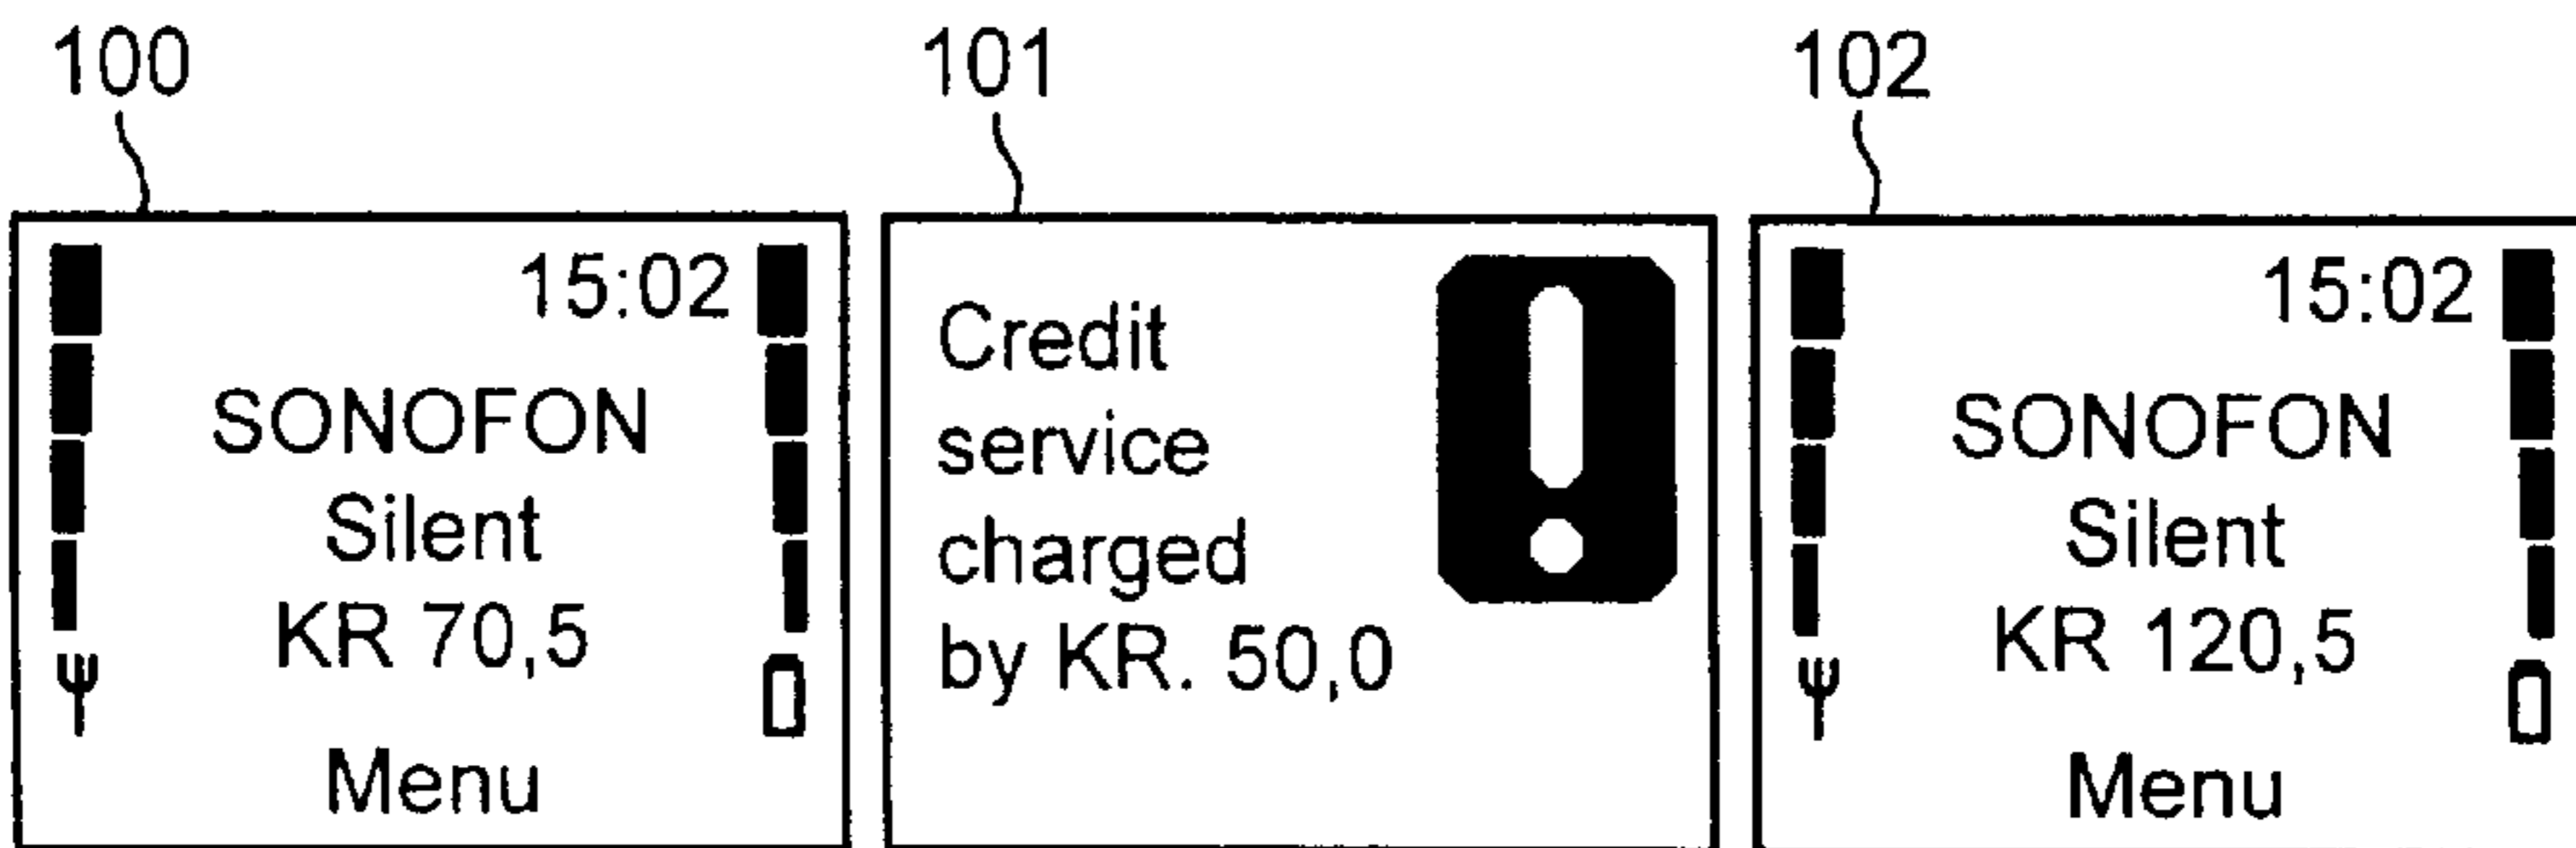 100
15:02
SONOFON
Silent
KR 70,5
Menu
101
Credit
service
charged
by KR. 50,0
102
15:02
SONOFON
Silent
KR 120,5
Menu